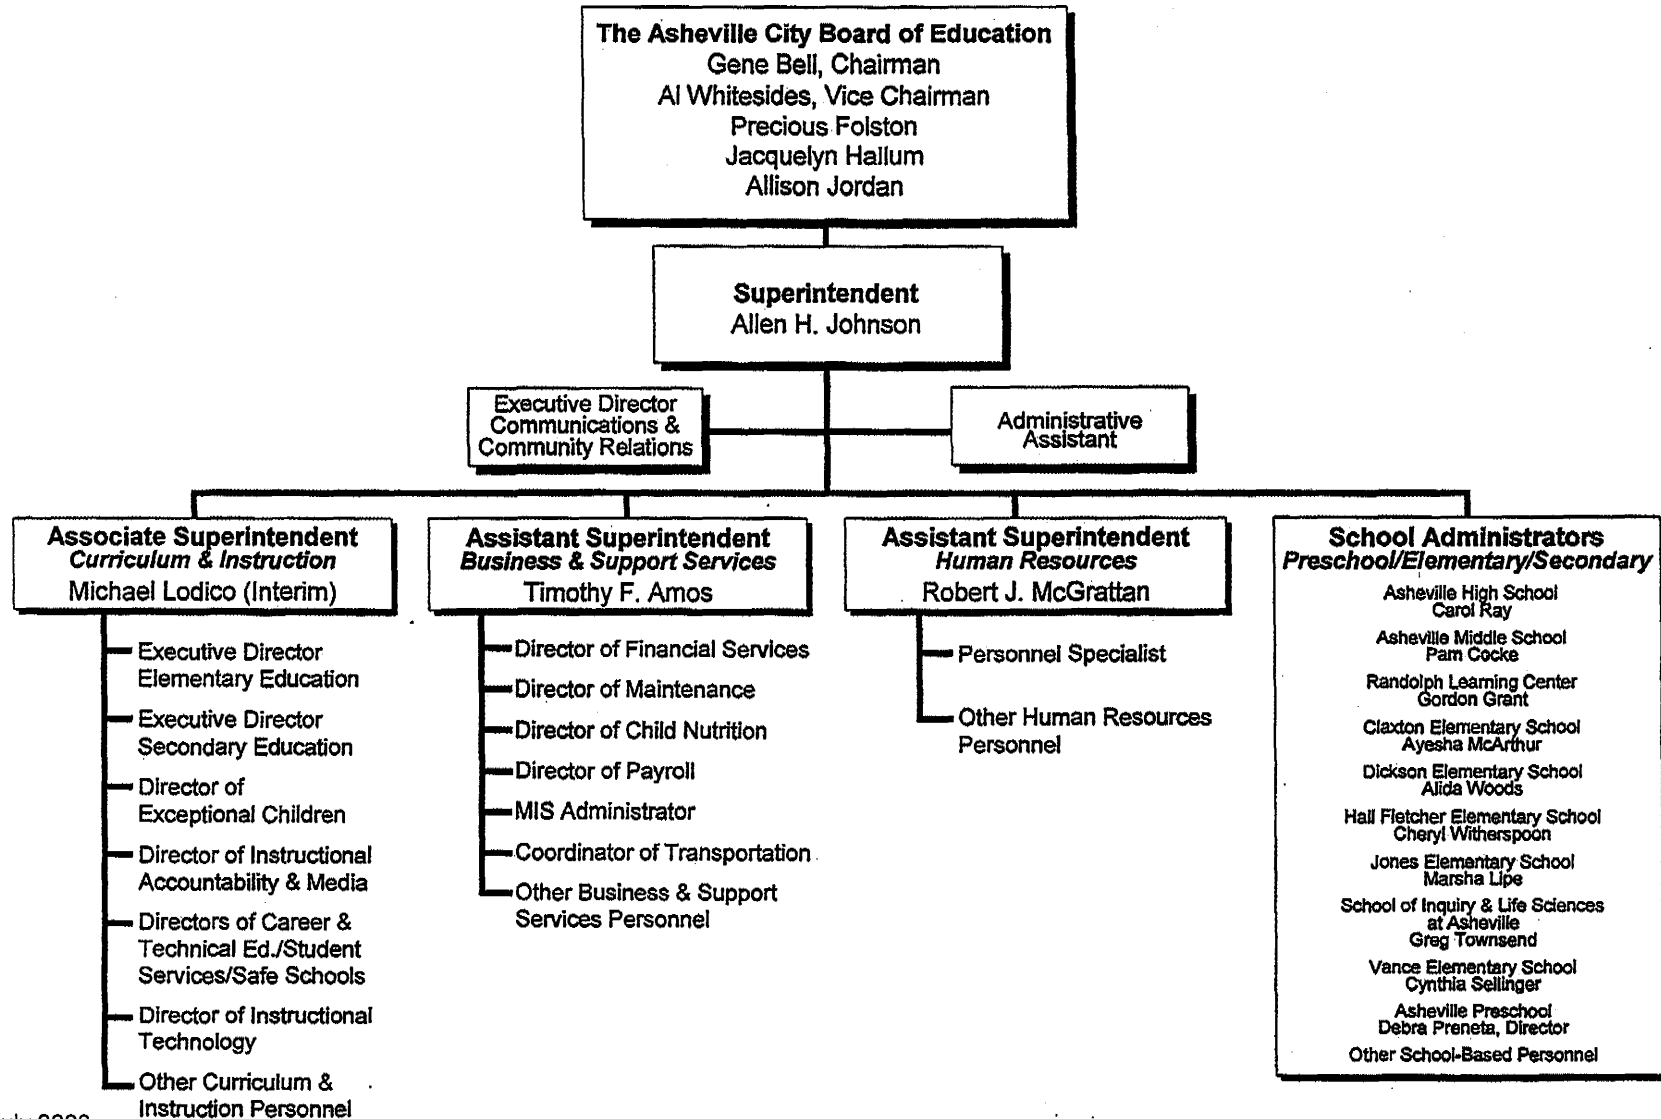 The Asheville City Board of Education
Gene Bell, Chairman
Al Whitesides, Vice Chairman
Precious Folston
Jacquelyn Hallum
Allison Jordan
Superintendent
Allen H. Johnson
Executive Director
Communications &
Community Relations
Administrative
Assistant
Associate Superintendent
Curriculum & Instruction
Michael Lodico (Interim)
Executive Director
Elementary Education
Executive Director
Secondary Education
Director of
Exceptional Children
Director of Instructional
Accountability & Media
Directors of Career &
Technical Ed./Student
Services/Safe Schools
Director of Instructional
Technology
Other Curriculum &
Instruction Personnel
Assistant Superintendent
Business & Support Services
Timothy F. Amos
Director of Financial Services
Director of Maintenance
Director of Child Nutrition
Director of Payroll
MIS Administrator
Coordinator of Transportation
Other Business & Support
Services Personnel
Assistant Superintendent
Human Resources
Robert J. McGrattan
Personnel Specialist
Other Human Resources
Personnel
School Administrators
Preschool/Elementary/Secondary
Asheville High School
Carol Ray
Asheville Middle School
Pam Cocke
Randolph Learning Center
Gordon Grant
Claxton Elementary School
Ayesha McArthur
Dickson Elementary School
Alida Woods
Hall Fletcher Elementary School
Cheryl Witherspoon
Jones Elementary School
Marsha Lipe
School of Inquiry & Life Sciences
at Asheville
Greg Townsend
Vance Elementary School
Cynthia Sellinger
Asheville Preschool
Debra Preneta, Director
Other School-Based Personnel